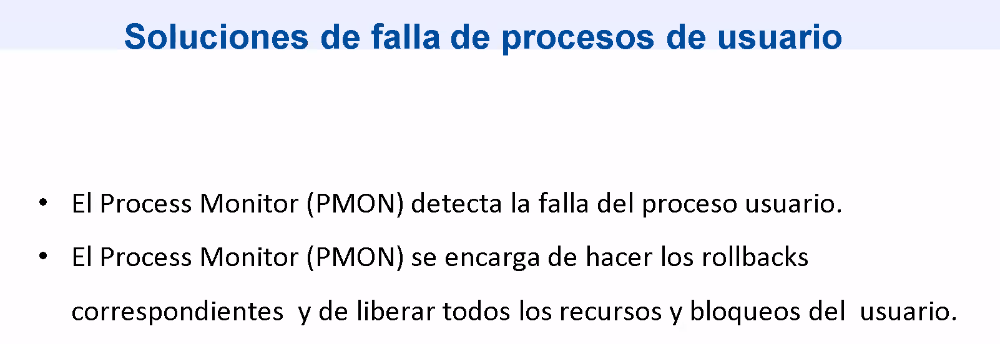 Soluciones de falla de procesos de usuario
• El Process Monitor (PMON) detecta la falla del proceso usuario.
• El Process Monitor (PMON) se encarga de hacer los rollbacks
correspondientes y de liberar todos los recursos y bloqueos del usuario.